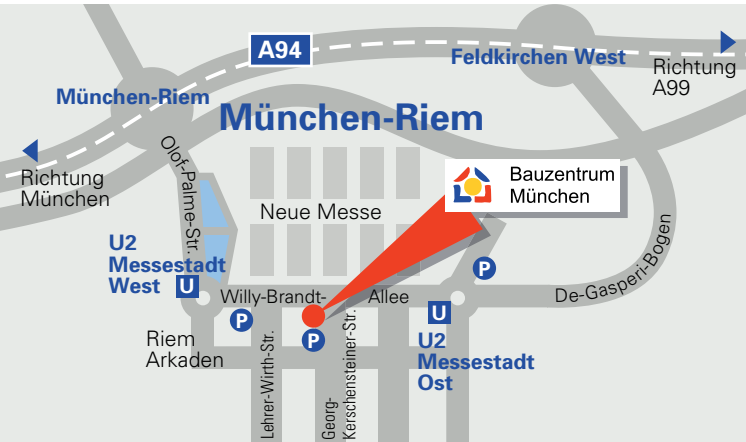 A94
Feldkirchen West
Richtung
A99
München-Riem
München-Riem
Olof-Palme-Str.
Richtung
München
Bauzentrum
München
Neue Messe
U2
Messestadt
West
U
P
De-Gasperi-Bogen
Willy-Brandt-
Allee
P
P
U
U2
Messestadt
Ost
Riem
Arkaden
Lehrer-Wirth-Str.
Georg-
Kerschensteiner-Str.